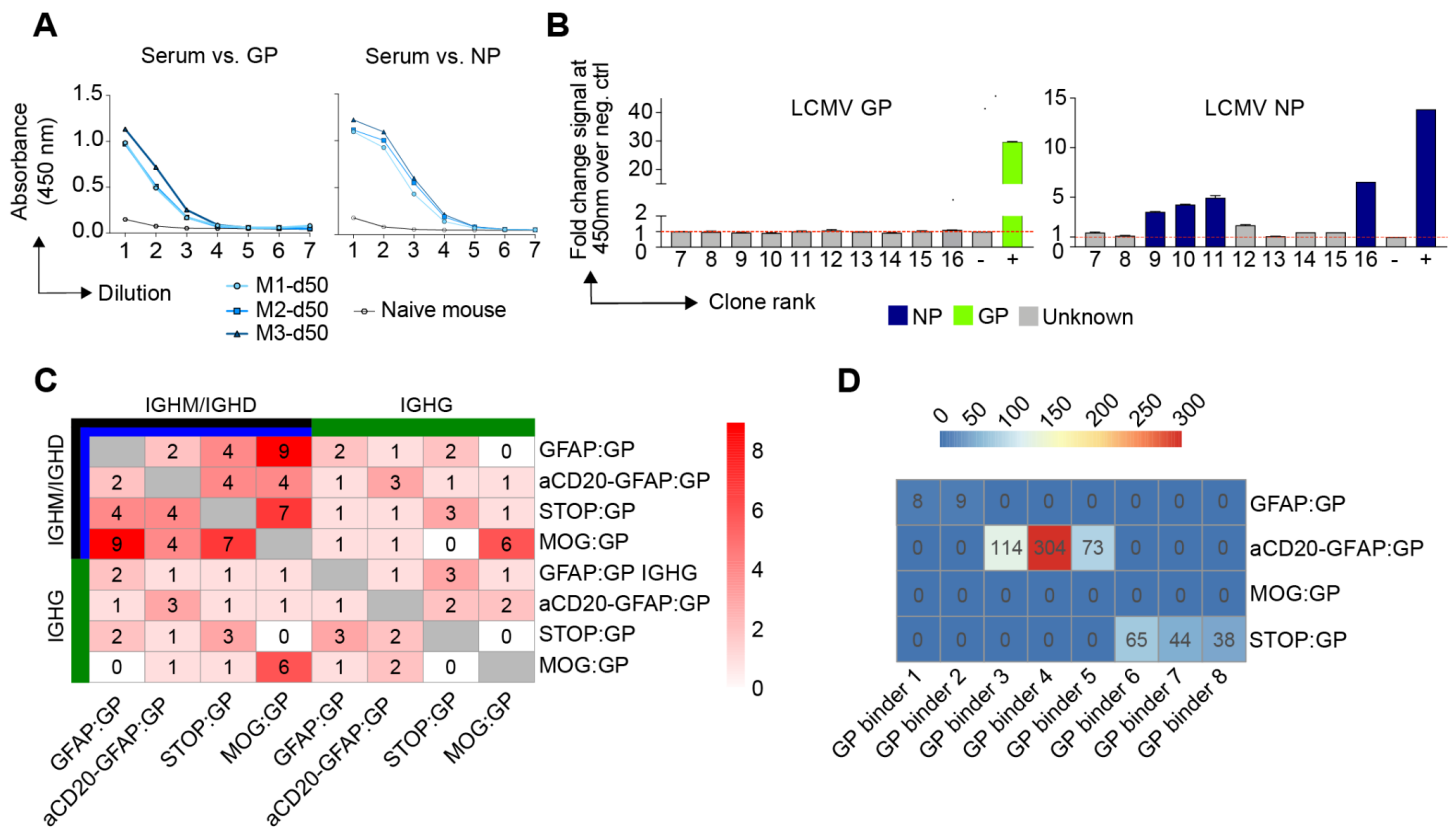 A
Serum vs. GP
Serum vs. NP
Absorbance
(450 nm)
1.5
1.0
0.5
0.0
1 2 3 4 5 6 7
1 2 3 4 5 6 7
Dilution
M1-d50
M2-d50
M3-d50
Naive mouse
B
Fold change signal at
450nm over neg. ctrl
LCMV GP
40
30
20
2
1
0
7 8 9 10 11 12 13 14 15 16 - +
LCMV NP
15
10
5
1
0
7 8 9 10 11 12 13 14 15 16 - +
Clone rank
NP GP Unknown
C
IGHM/IGHD IGHG
IGHM/IGHD
IGHG
2 4 9 2 1 2 0 GFAP:GP
2 4 4 1 3 1 1 aCD20-GFAP:GP
4 4 7 1 1 3 1 STOP:GP
9 4 7 1 1 0 6 MOG:GP
2 1 1 1 1 3 1 GFAP:GP IGHG
1 3 1 1 1 2 2 aCD20-GFAP:GP
2 1 3 0 3 2 0 STOP:GP
0 1 1 6 1 2 0 MOG:GP
GFAP:GP
aCD20-GFAP:GP
STOP:GP
MOG:GP
GFAP:GP
aCD20-GFAP:GP
STOP:GP
MOG:GP
8
6
4
2
0
D
0 50 100 150 200 250 300
8 9 0 0 0 0 0 0 GFAP:GP
0 0 114 304 73 0 0 0 aCD20-GFAP:GP
0 0 0 0 0 0 0 0 MOG:GP
0 0 0 0 0 65 44 38 STOP:GP
GP binder 1
GP binder 2
GP binder 3
GP binder 4
GP binder 5
GP binder 6
GP binder 7
GP binder 8